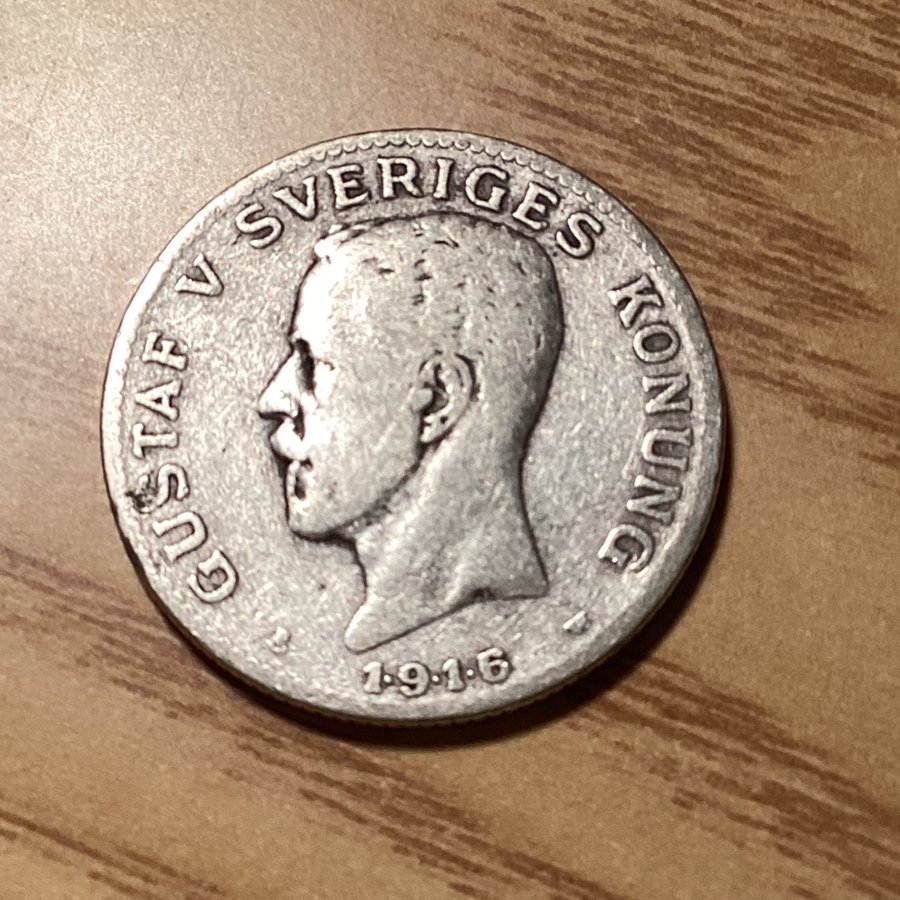 GUSTAF V SVERIGES KONUNG
1·9·1·6